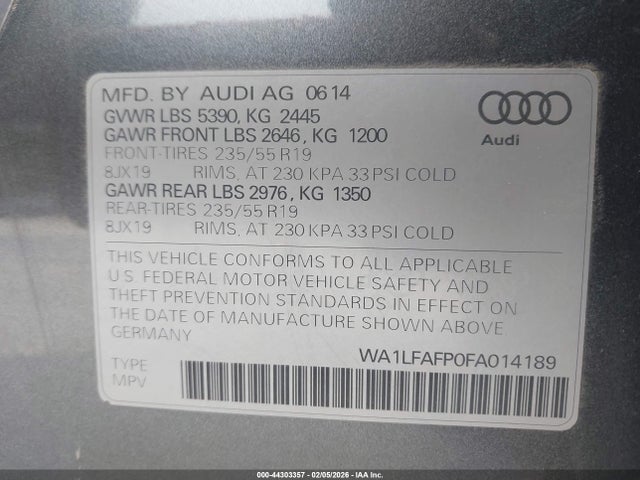 MFD. BY AUDI AG 0614
GVWR LBS 5390, KG 2445
GAWR FRONT LBS 2646, KG 1200
FRONT-TIRES 235/55 R19
8JX19 RIMS, AT 230 KPA 33 PSI COLD
GAWR REAR LBS 2976, KG 1350
REAR-TIRES 235/55 R19
8JX19 RIMS, AT 230 KPA 33 PSI COLD
Audi
THIS VEHICLE CONFORMS TO ALL APPLICABLE
U.S. FEDERAL MOTOR VEHICLE SAFETY AND
THEFT PREVENTION STANDARDS IN EFFECT ON
THE DATE OF MANUFACTURE SHOWN ABOVE
GERMANY
WA1LFAFP0FA014189
TYPE
MPV
000-44303357 | 02/05/2026 | IAA Inc.